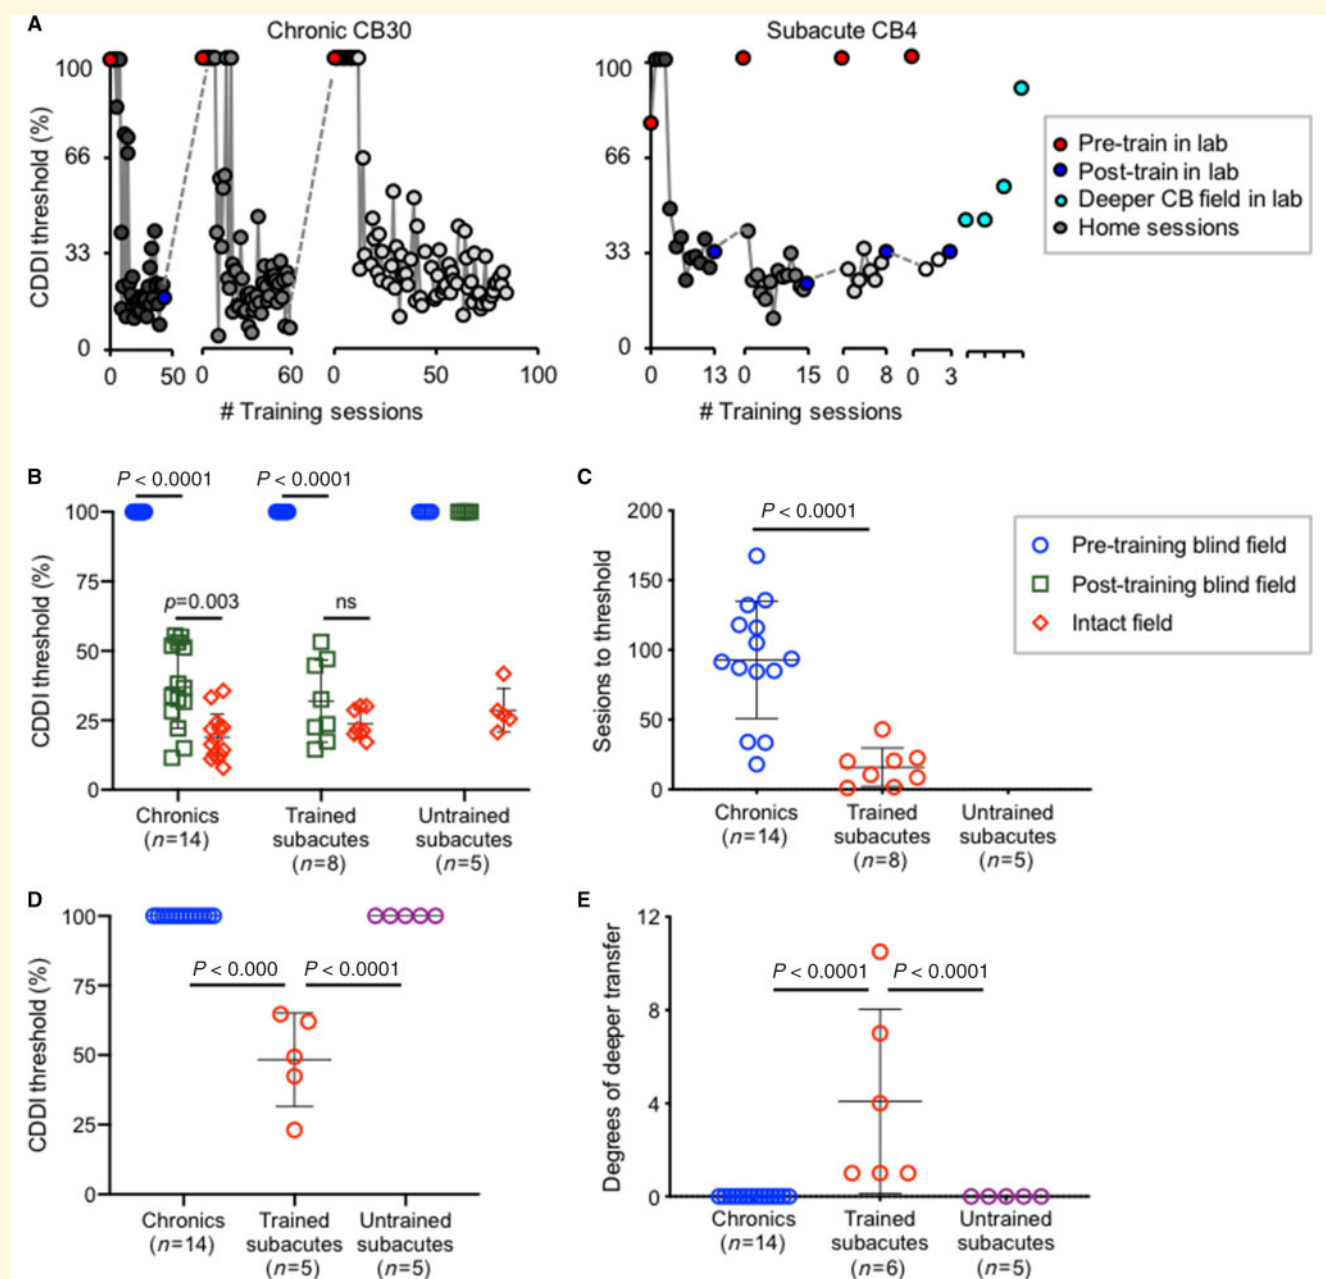 A
Chronic CB30
Subacute CB4
CDDI threshold (%)
100
66
33
0
0 50 0 60 0 50 100
# Training sessions
100
66
33
0
0 13 0 15 0 8 0 3
# Training sessions
Pre-train in lab
Post-train in lab
Deeper CB field in lab
Home sessions
B
P < 0.0001
P < 0.0001
p=0.003
ns
CDDI threshold (%)
100
75
50
25
0
Chronics
(n=14)
Trained
subacutes
(n=8)
Untrained
subacutes
(n=5)
C
P < 0.0001
Sesions to threshold
200
150
100
50
0
Chronics
(n=14)
Trained
subacutes
(n=8)
Untrained
subacutes
(n=5)
Pre-training blind field
Post-training blind field
Intact field
D
P < 0.000
P < 0.0001
CDDI threshold (%)
100
75
50
25
0
Chronics
(n=14)
Trained
subacutes
(n=5)
Untrained
subacutes
(n=5)
E
P < 0.0001
P < 0.0001
Degrees of deeper transfer
12
8
4
0
Chronics
(n=14)
Trained
subacutes
(n=6)
Untrained
subacutes
(n=5)